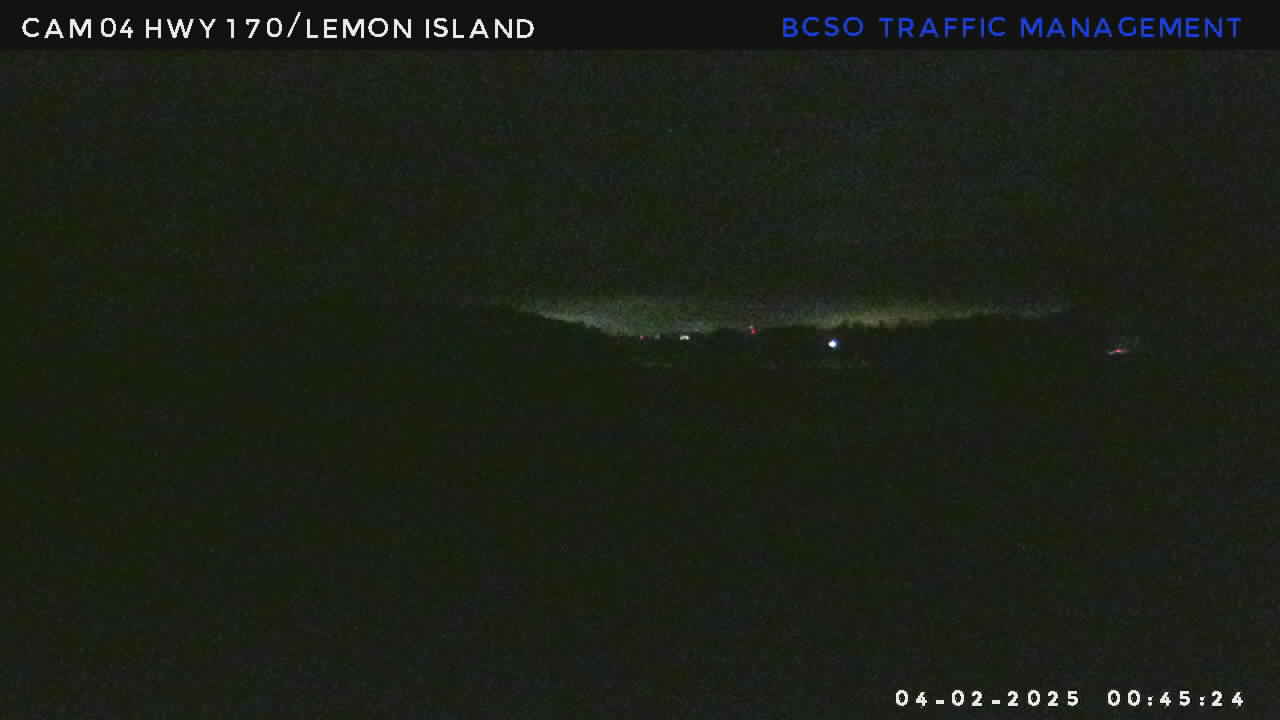 CAM04 HWY 170/LEMON ISLAND
BCSO TRAFFIC MANAGEMENT
04-02-2025 00:45:24